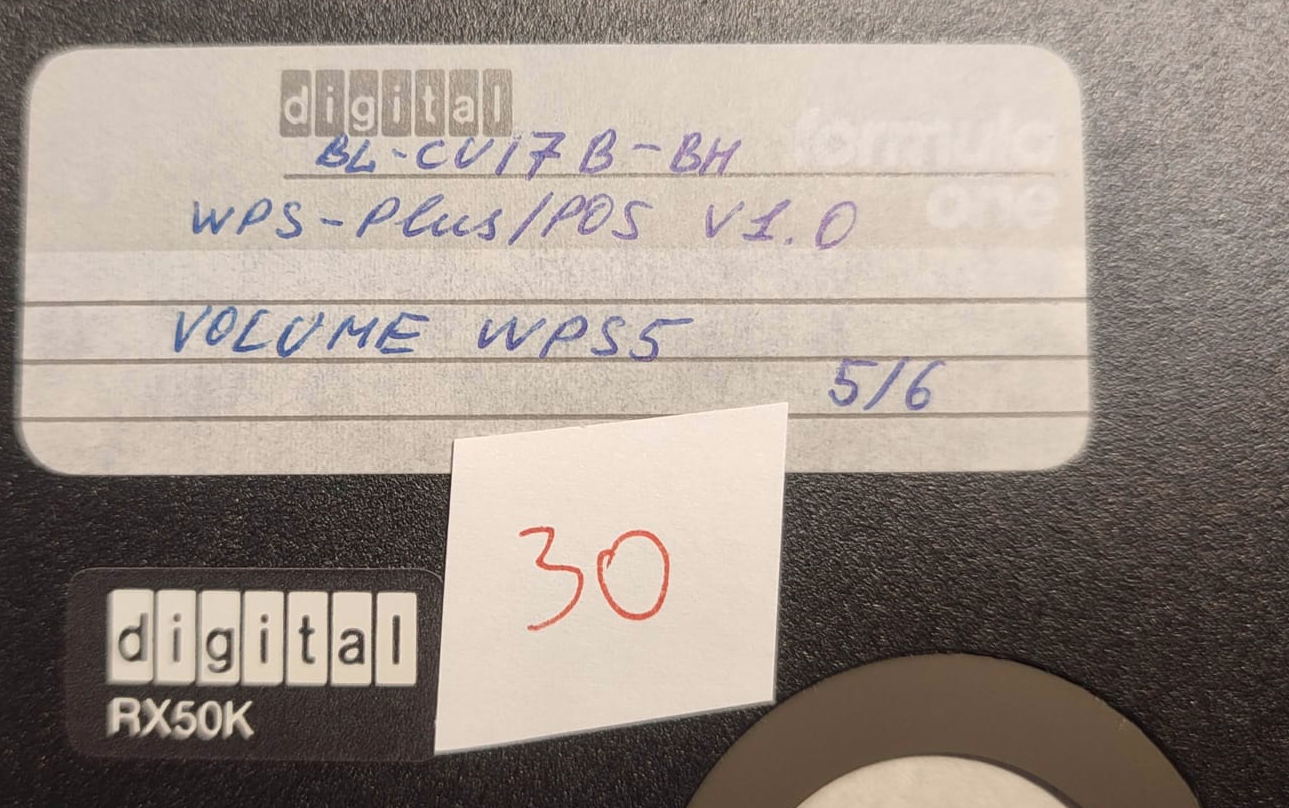 digital
formula
one
BL-CV17B-BH
WPS-Plus/POS V1.0
VOLUME WPS5
5/6
30
digital
RX50K